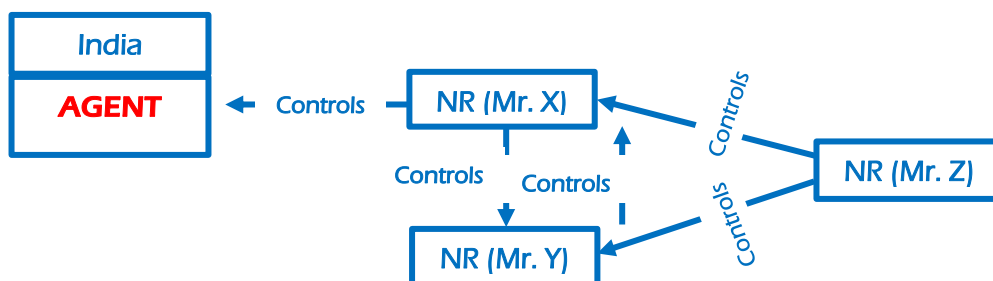 India
AGENT
Controls
NR (Mr. X)
Controls
Controls
Controls
NR (Mr. Z)
Controls
NR (Mr. Y)